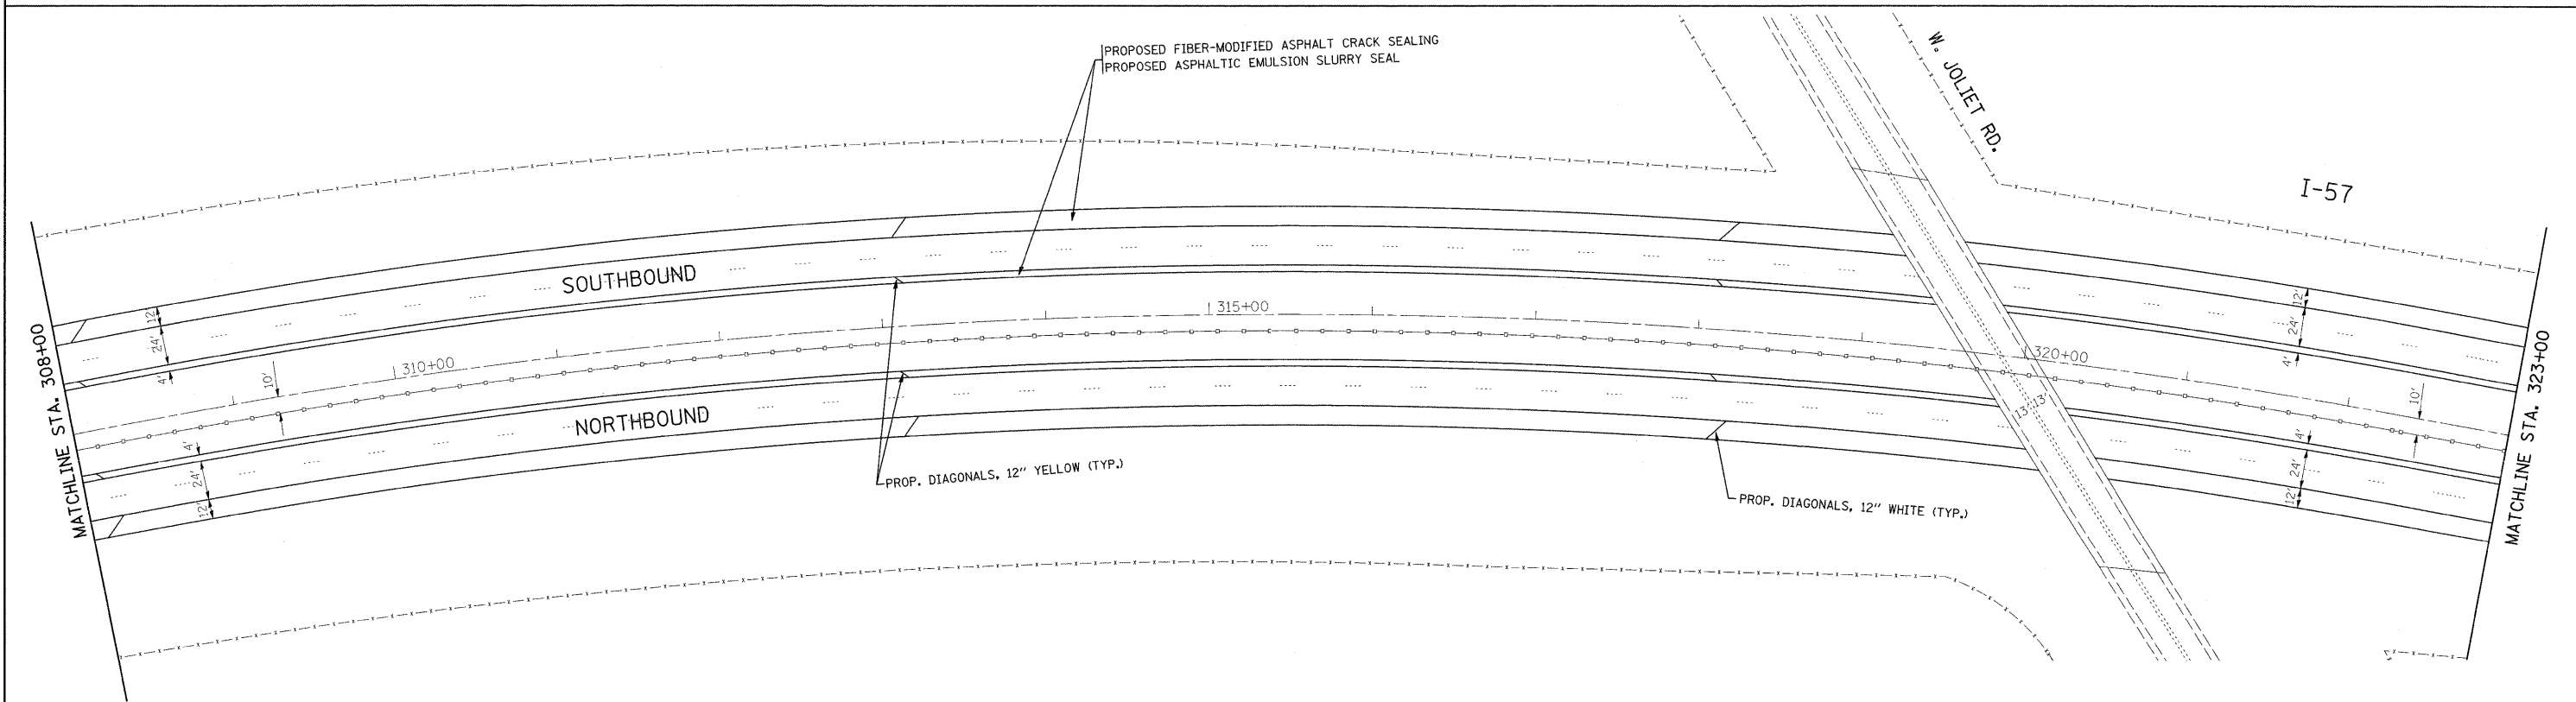 PROPOSED FIBER-MODIFIED ASPHALT CRACK SEALING
PROPOSED ASPHALTIC EMULSION SLURRY SEAL
W. JOLIET RD.
I-57
SOUTHBOUND
NORTHBOUND
MATCHLINE STA. 308+00
12'
24'
4'
10'
4'
24'
12'
310+00
315+00
320+00
13' 13'
12'
24'
4'
10'
4'
24'
12'
MATCHLINE STA. 323+00
PROP. DIAGONALS, 12" YELLOW (TYP.)
PROP. DIAGONALS, 12" WHITE (TYP.)